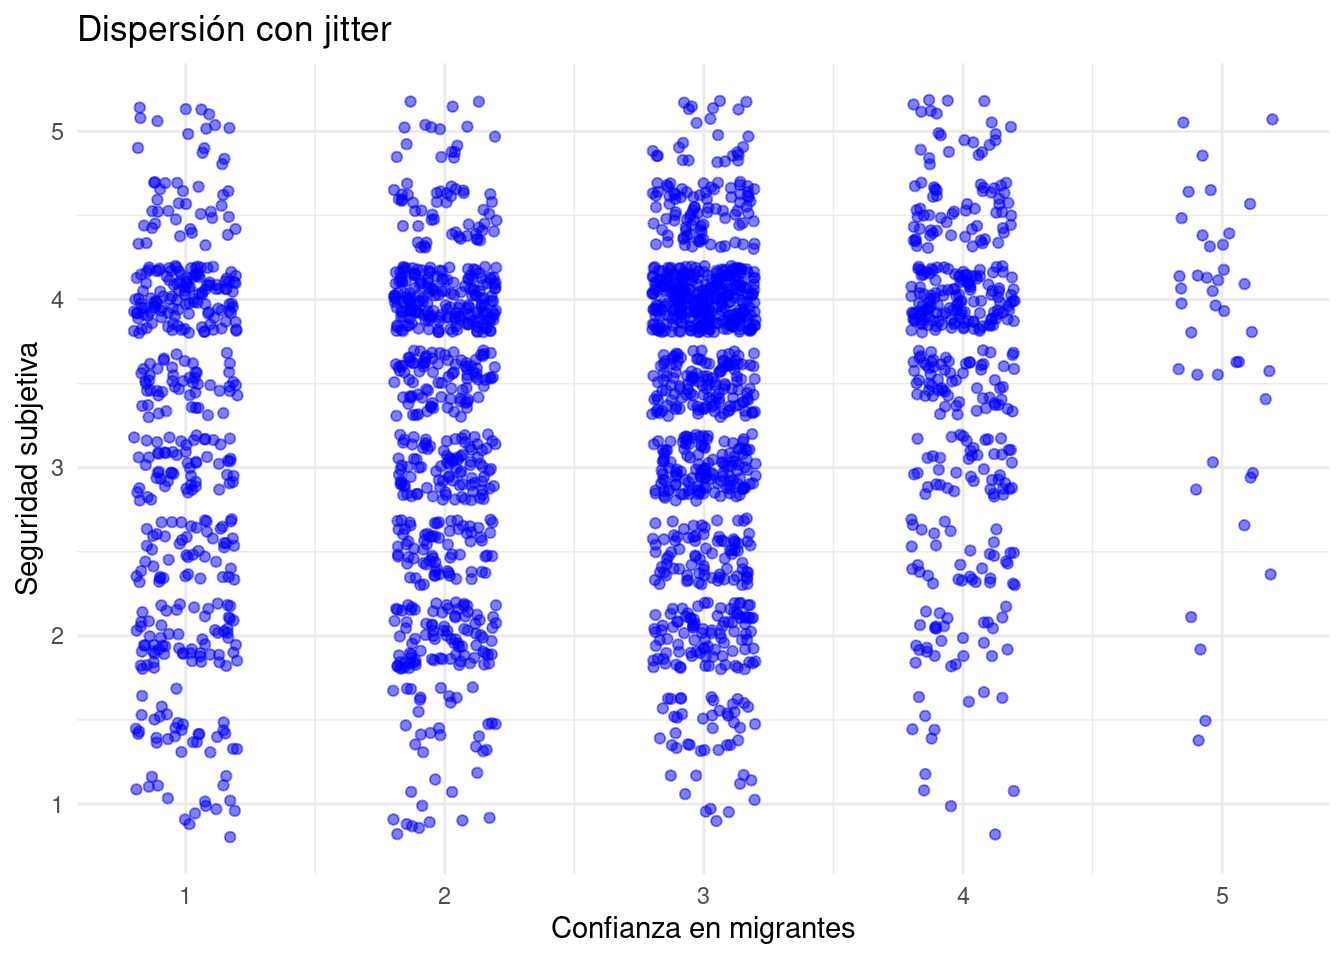 Dispersión con jitter
Seguridad subjetiva
5
4
3
2
1
1 2 3 4 5
Confianza en migrantes